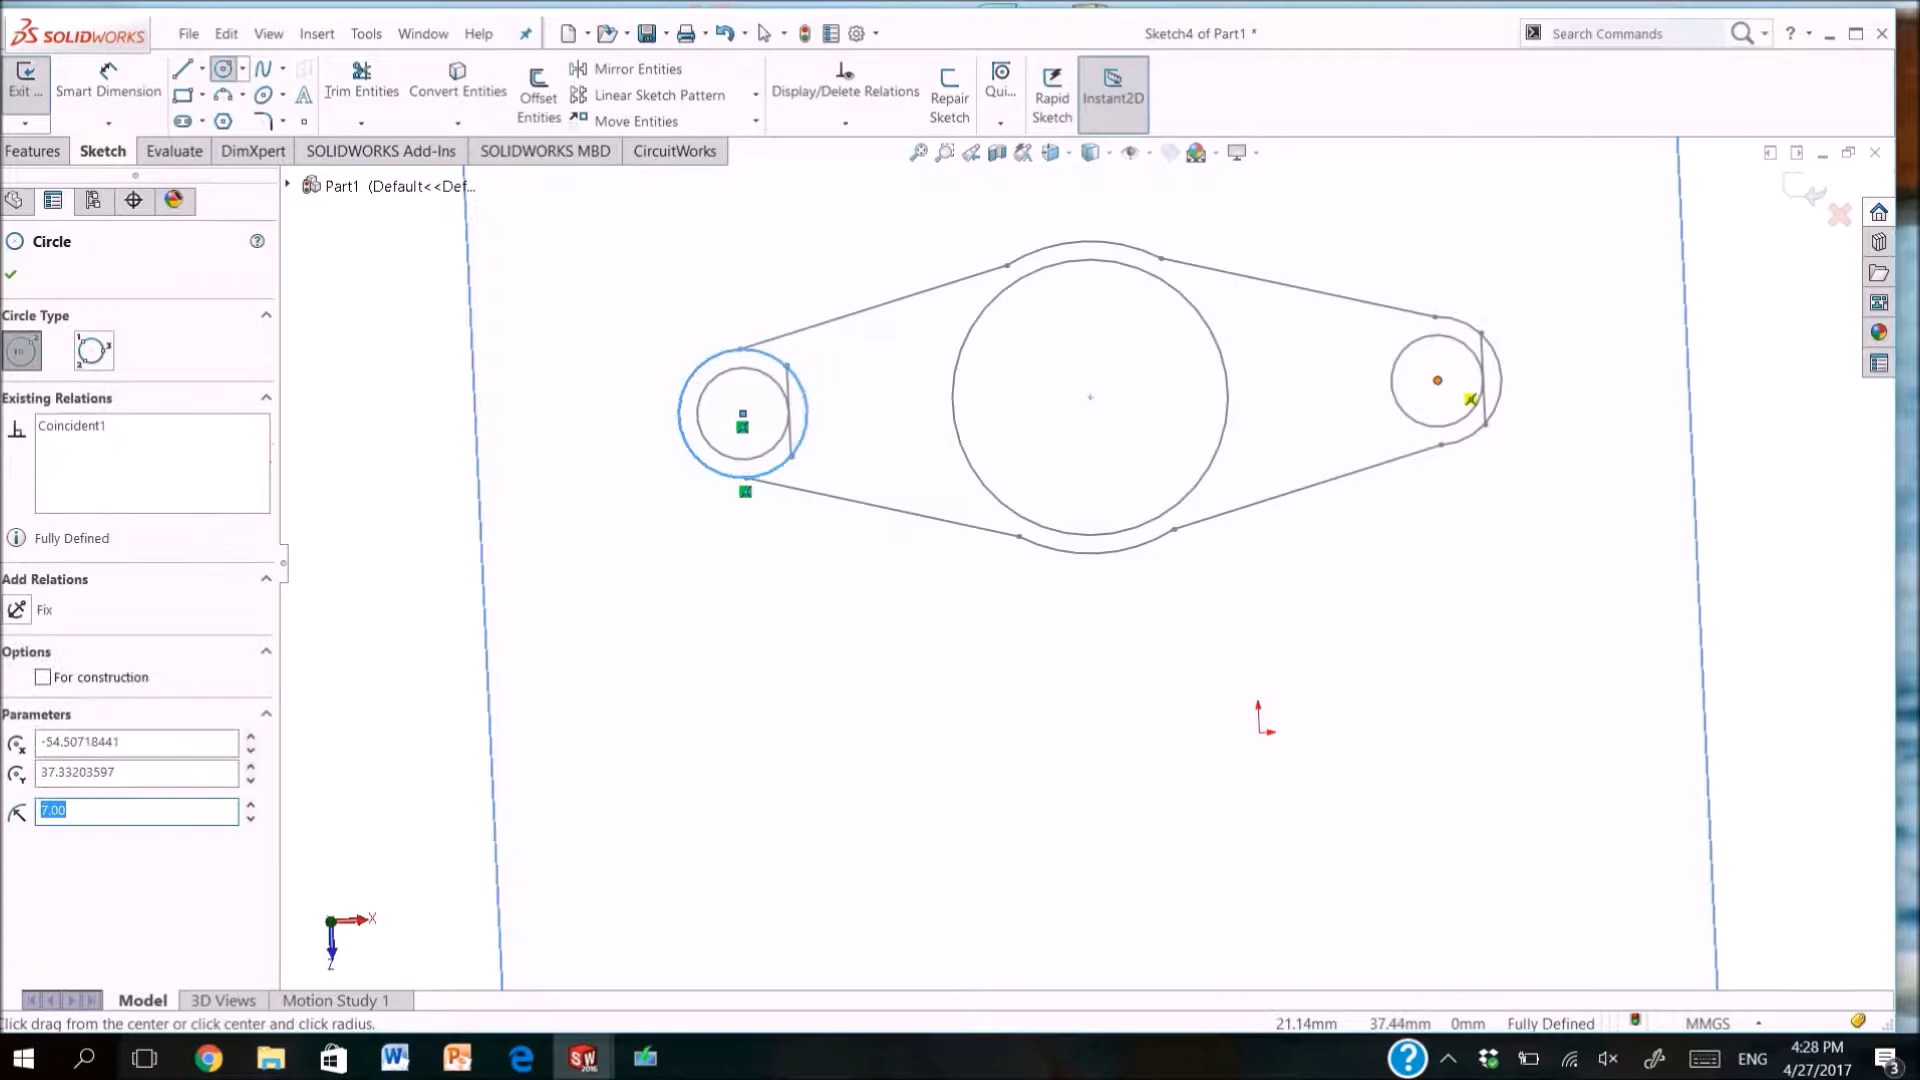 SOLIDWORKS File Edit View Insert Tools Window Help Sketch4 of Part1 * Search Commands ?
Exit ... Smart Dimension Trim Entities Convert Entities Offset Entities Mirror Entities Linear Sketch Pattern Move Entities Display/Delete Relations Repair Sketch Qui... Rapid Sketch Instant2D
Features Sketch Evaluate DimXpert SOLIDWORKS Add-Ins SOLIDWORKS MBD CircuitWorks
Part1 (Default<<Def...
Circle
Circle Type
Existing Relations
Coincident1
Fully Defined
Add Relations
Fix
Options
For construction
Parameters
-54.50718441
37.33203597
7.00
X
Z
Model 3D Views Motion Study 1
Click drag from the center or click center and click radius. 21.14mm 37.44mm 0mm Fully Defined MMGS
ENG 4:28 PM
4/27/2017 3